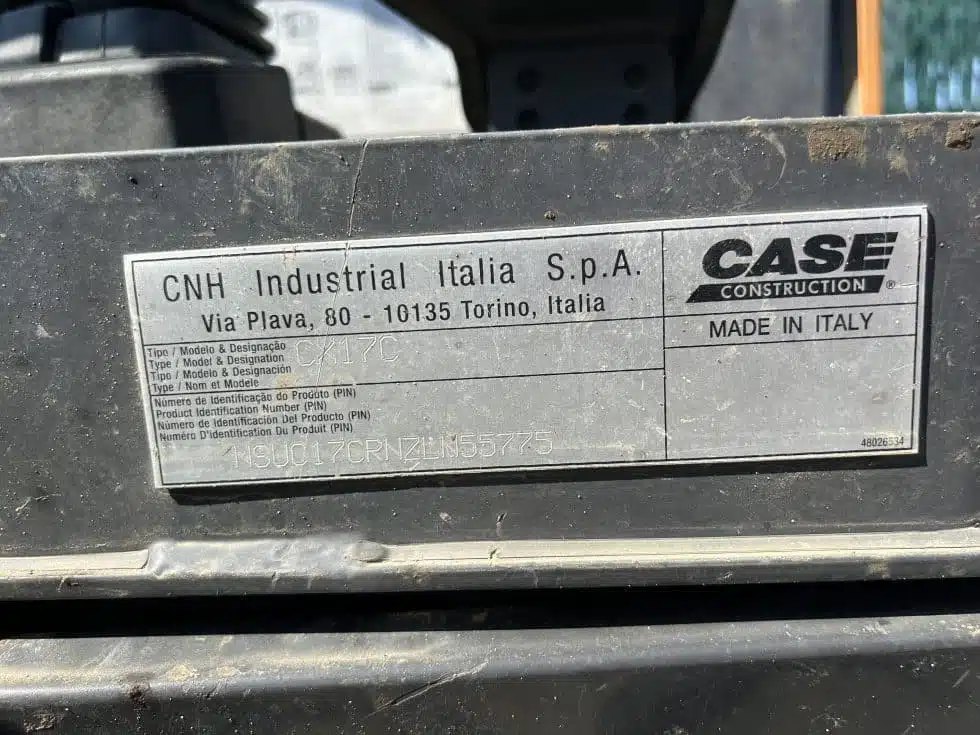 CNH Industrial Italia S.p.A.
Via Plava, 80 - 10135 Torino, Italia
CASE
CONSTRUCTION ®
MADE IN ITALY
Tipo / Modelo & Designação
Type / Model & Designation
Tipo / Modelo & Designación
Type / Nom et Modele
CX17C
Número de Identificação do Produto (PIN)
Product Identification Number (PIN)
Número de Identificación Del Producto (PIN)
Numéro D'identification Du Produit (PIN)
NSUC17CRNZLN55775
48026534